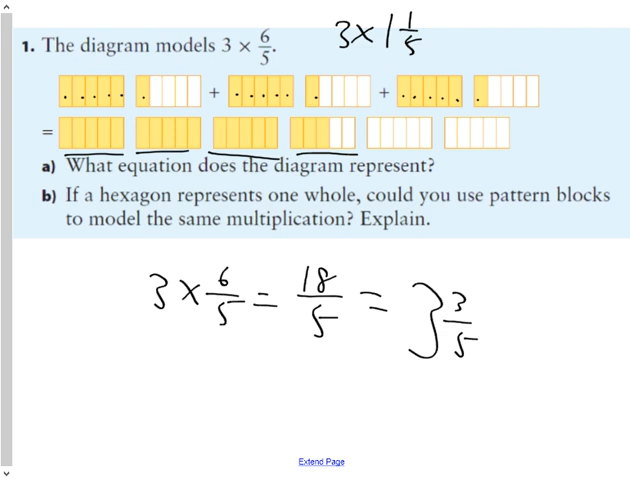 3 × 1 1/5
1. The diagram models 3 × 6/5.
+ +
=
a) What equation does the diagram represent?
b) If a hexagon represents one whole, could you use pattern blocks
to model the same multiplication? Explain.
3 × 6/5 = 18/5 = 3 3/5
Extend Page